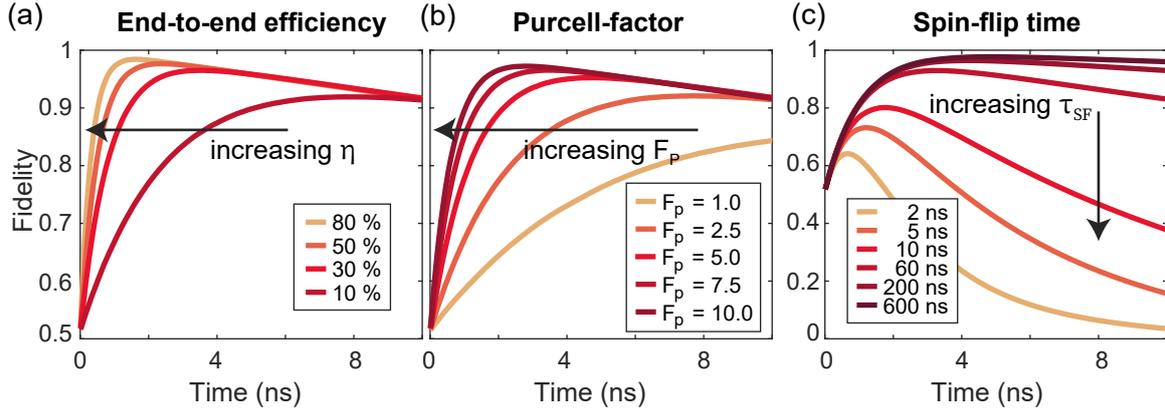 (a) End-to-end efficiency
Fidelity
1
0.9
0.8
0.7
0.6
0.5
increasing η
80 %
50 %
30 %
10 %
0 4 8
Time (ns)
(b) Purcell-factor
increasing F_P
F_p = 1.0
F_p = 2.5
F_p = 5.0
F_p = 7.5
F_p = 10.0
0 4 8
Time (ns)
(c) Spin-flip time
1
0.8
0.6
0.4
0.2
0
increasing τ_SF
2 ns
5 ns
10 ns
60 ns
200 ns
600 ns
0 4 8
Time (ns)